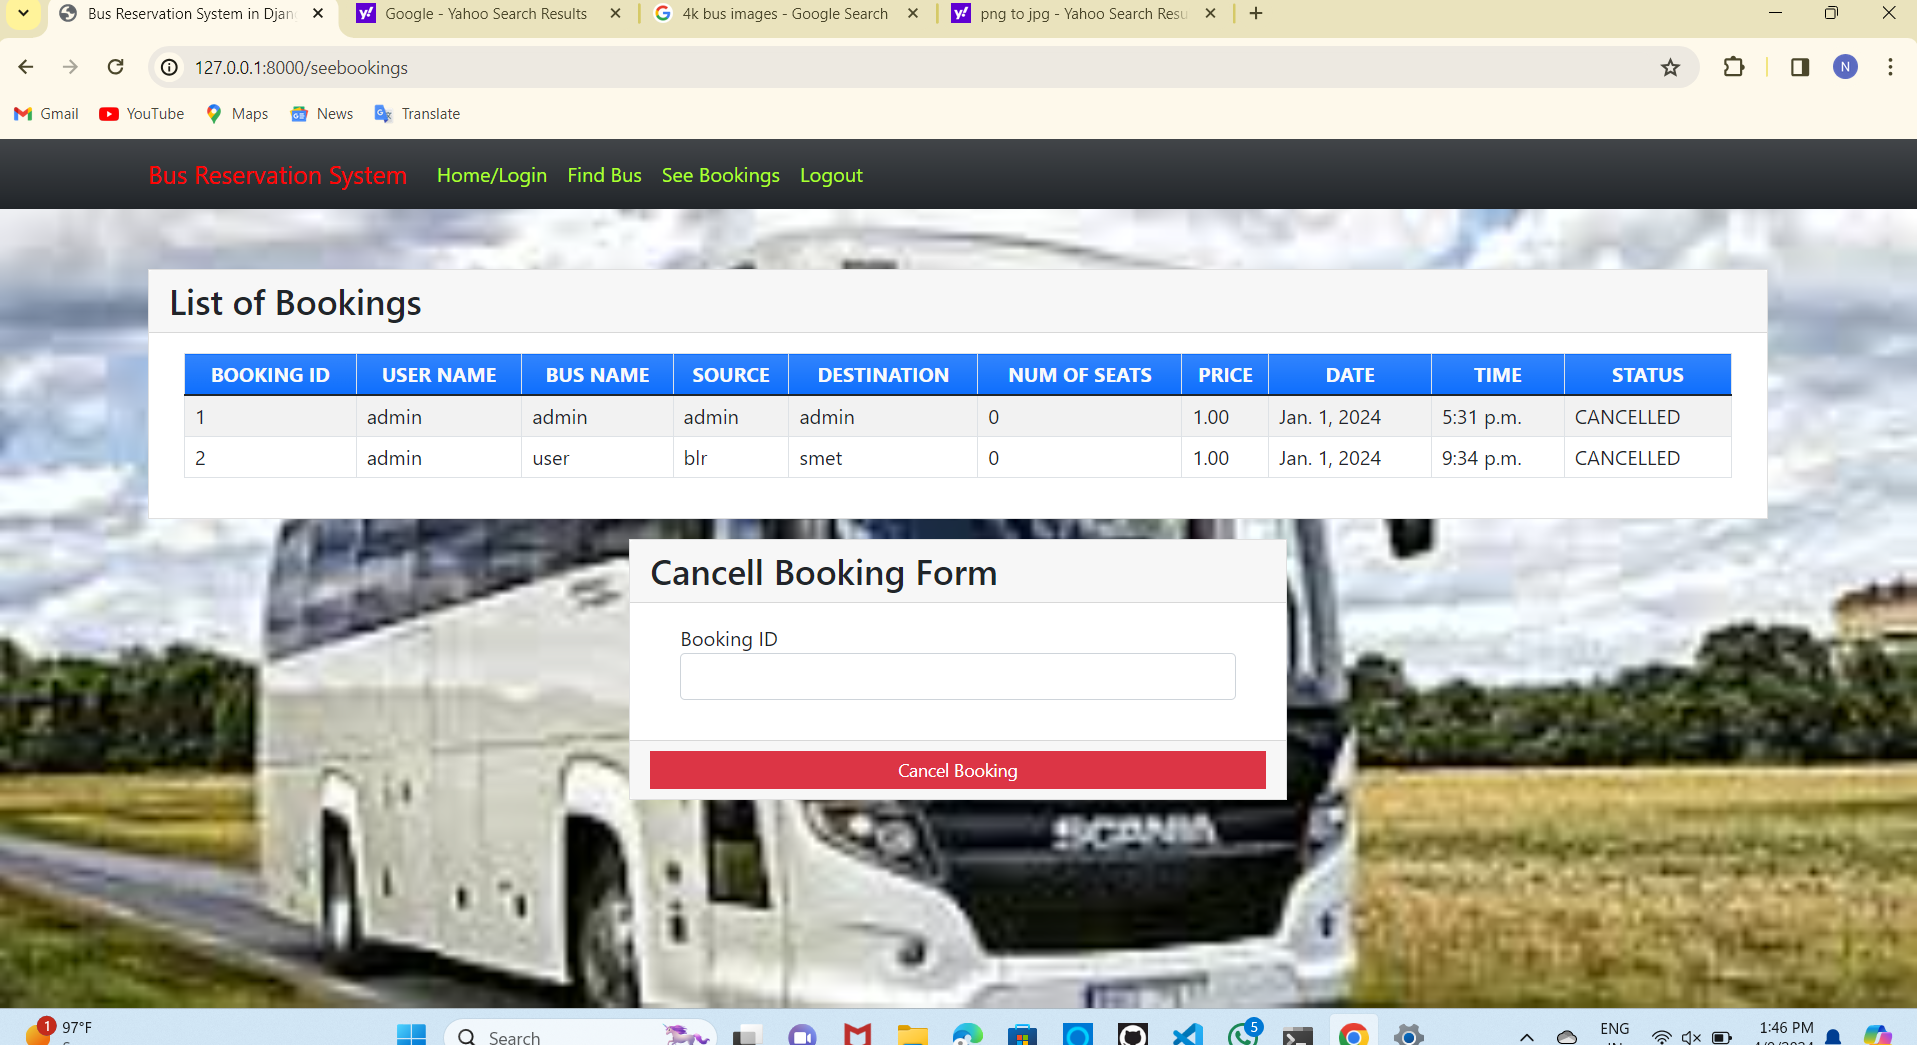 Bus Reservation System in Djan
Google - Yahoo Search Results
4k bus images - Google Search
png to jpg - Yahoo Search Resu
127.0.0.1:8000/seebookings
N
Gmail
YouTube
Maps
News
Translate
Bus Reservation System
Home/Login
Find Bus
See Bookings
Logout
List of Bookings
BOOKING ID USER NAME BUS NAME SOURCE DESTINATION NUM OF SEATS PRICE DATE TIME STATUS
1 admin admin admin admin 0 1.00 Jan. 1, 2024 5:31 p.m. CANCELLED
2 admin user blr smet 0 1.00 Jan. 1, 2024 9:34 p.m. CANCELLED
Cancell Booking Form
Booking ID
Cancel Booking
SCANIA
1
97°F
Search
5
ENG
1:46 PM